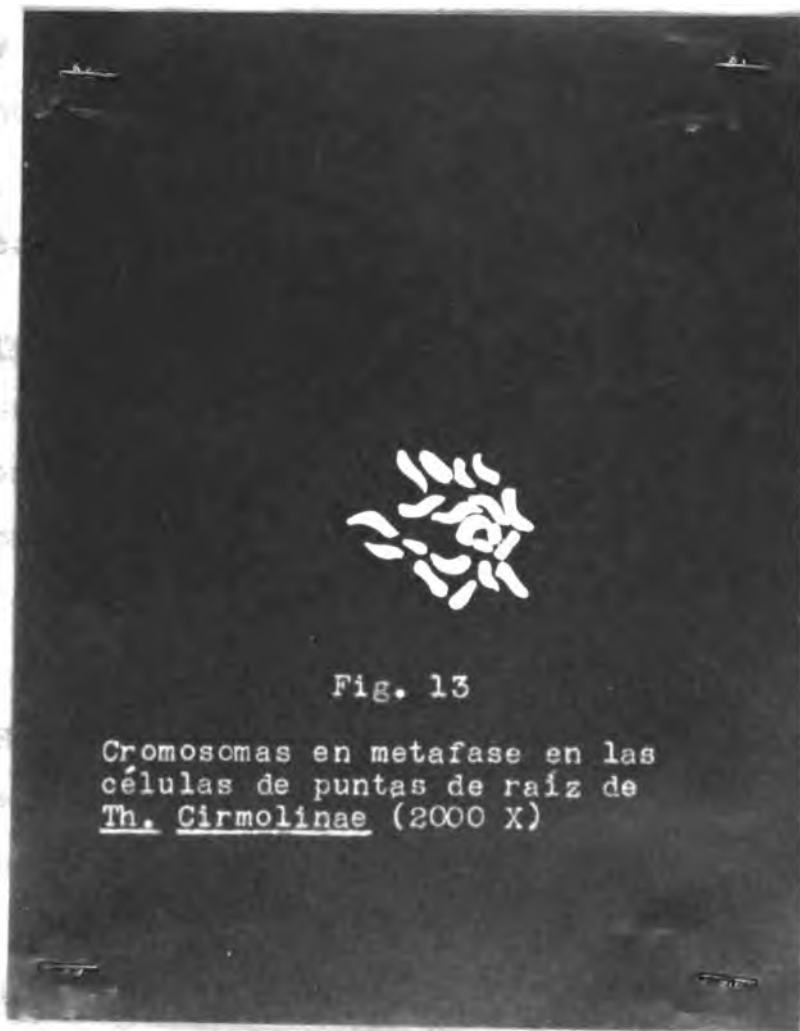 Fig. 13
Cromosomas en metafase en las
células de puntas de raíz de
Th. Cirmolinae (2000 X)